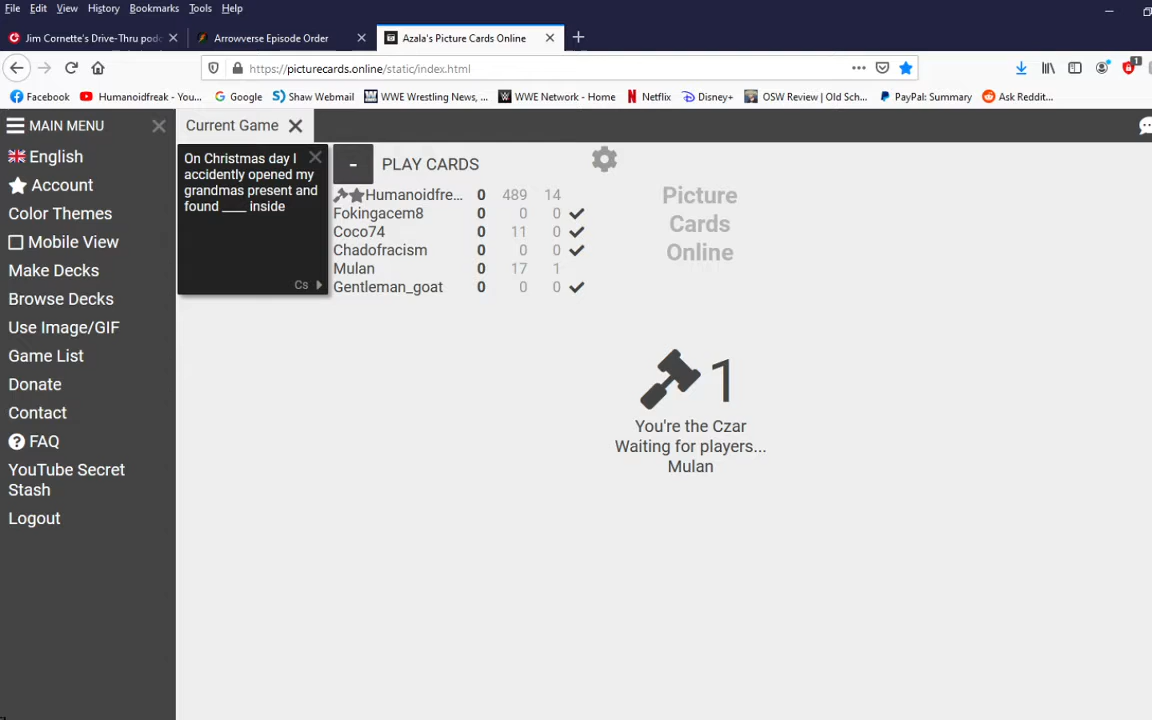 File Edit View History Bookmarks Tools Help
Jim Cornette's Drive-Thru pod
Arrowverse Episode Order
Azala's Picture Cards Online
https://picturecards.online/static/index.html
1
Facebook
Humanoidfreak - You...
Google
Shaw Webmail
WWE Wrestling News, ...
WWE Network - Home
Netflix
Disney+
OSW Review | Old Sch...
PayPal: Summary
Ask Reddit...
MAIN MENU
English
Account
Color Themes
Mobile View
Make Decks
Browse Decks
Use Image/GIF
Game List
Donate
Contact
FAQ
YouTube Secret
Stash
Logout
Current Game
On Christmas day I
accidently opened my
grandmas present and
found ____ inside
Cs
- PLAY CARDS
Humanoidfre... 0 489 14
Fokingacem8 0 0 0
Coco74 0 11 0
Chadofracism 0 0 0
Mulan 0 17 1
Gentleman_goat 0 0 0
Picture
Cards
Online
1
You're the Czar
Waiting for players...
Mulan